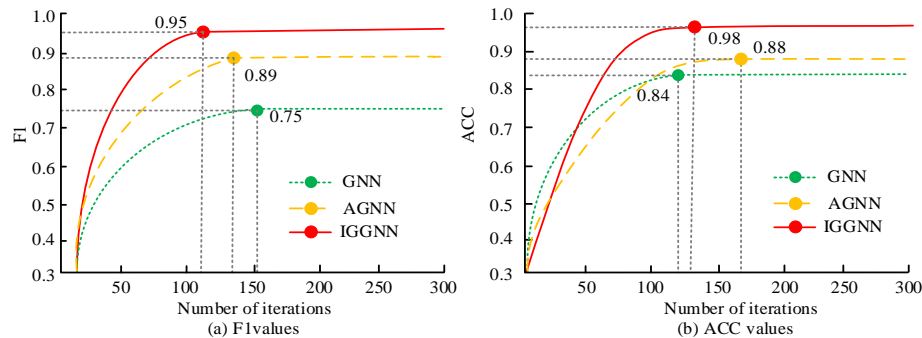 1.0
0.9
0.8
0.7
0.6
0.5
0.4
0.3
F1
0.95
0.89
0.75
GNN
AGNN
IGGNN
50
100
150
200
250
300
Number of iterations
(a) F1values
1.0
0.9
0.8
0.7
0.6
0.5
0.4
0.3
ACC
0.98
0.88
0.84
GNN
AGNN
IGGNN
50
100
150
200
250
300
Number of iterations
(b) ACC values